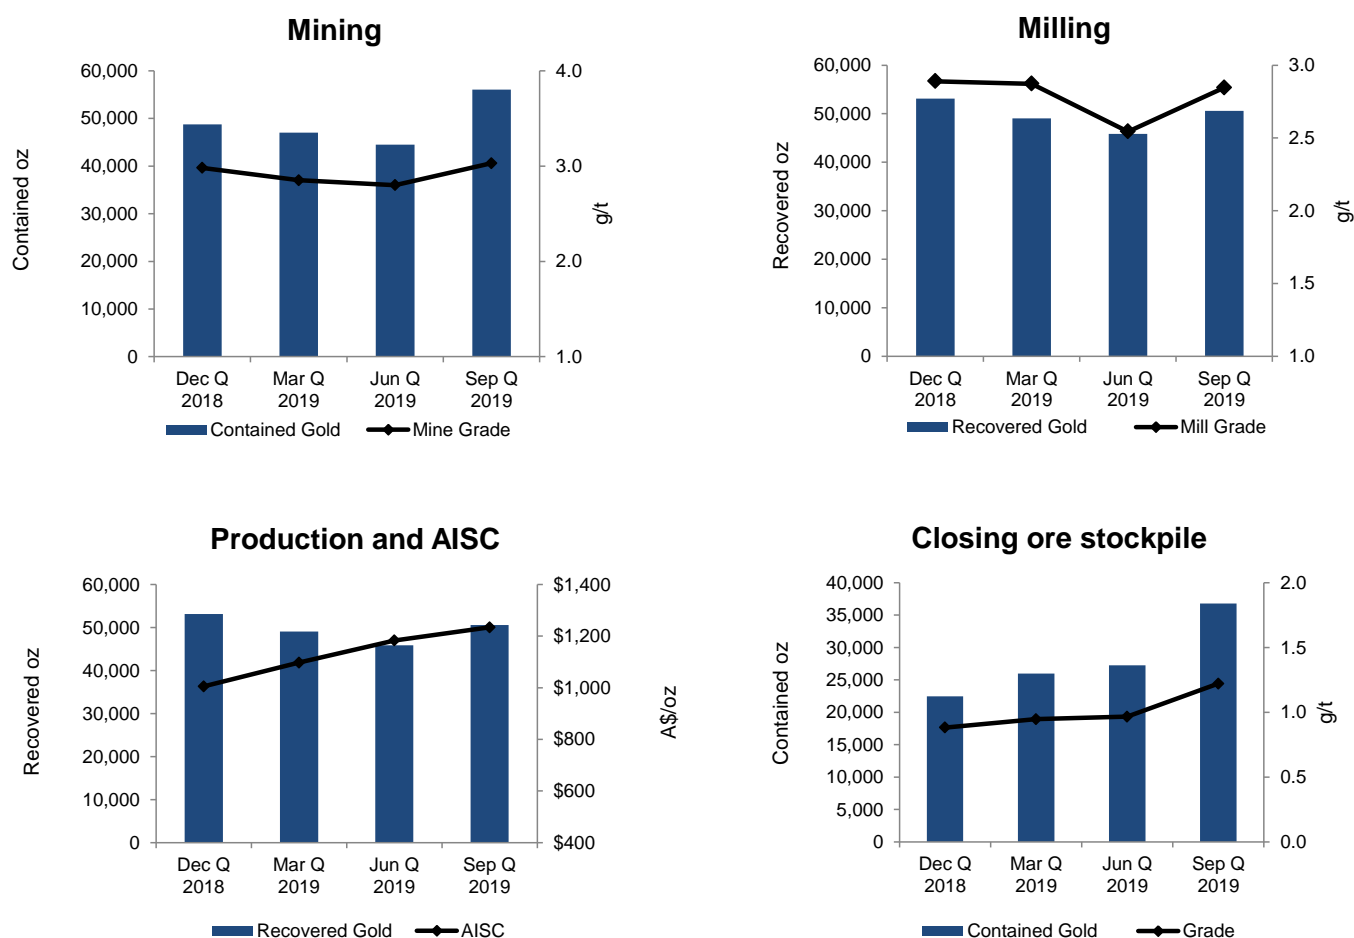 Mining
60,000
50,000
40,000
30,000
20,000
10,000
0
Contained oz
4.0
3.0
2.0
1.0
g/t
Dec Q
2018
Mar Q
2019
Jun Q
2019
Sep Q
2019
Contained Gold
Mine Grade
Milling
60,000
50,000
40,000
30,000
20,000
10,000
0
Recovered oz
3.0
2.5
2.0
1.5
1.0
g/t
Dec Q
2018
Mar Q
2019
Jun Q
2019
Sep Q
2019
Recovered Gold
Mill Grade
Production and AISC
60,000
50,000
40,000
30,000
20,000
10,000
0
Recovered oz
$1,400
$1,200
$1,000
$800
$600
$400
A$/oz
Dec Q
2018
Mar Q
2019
Jun Q
2019
Sep Q
2019
Recovered Gold
AISC
Closing ore stockpile
40,000
35,000
30,000
25,000
20,000
15,000
10,000
5,000
0
Contained oz
2.0
1.5
1.0
0.5
0.0
g/t
Dec Q
2018
Mar Q
2019
Jun Q
2019
Sep Q
2019
Contained Gold
Grade